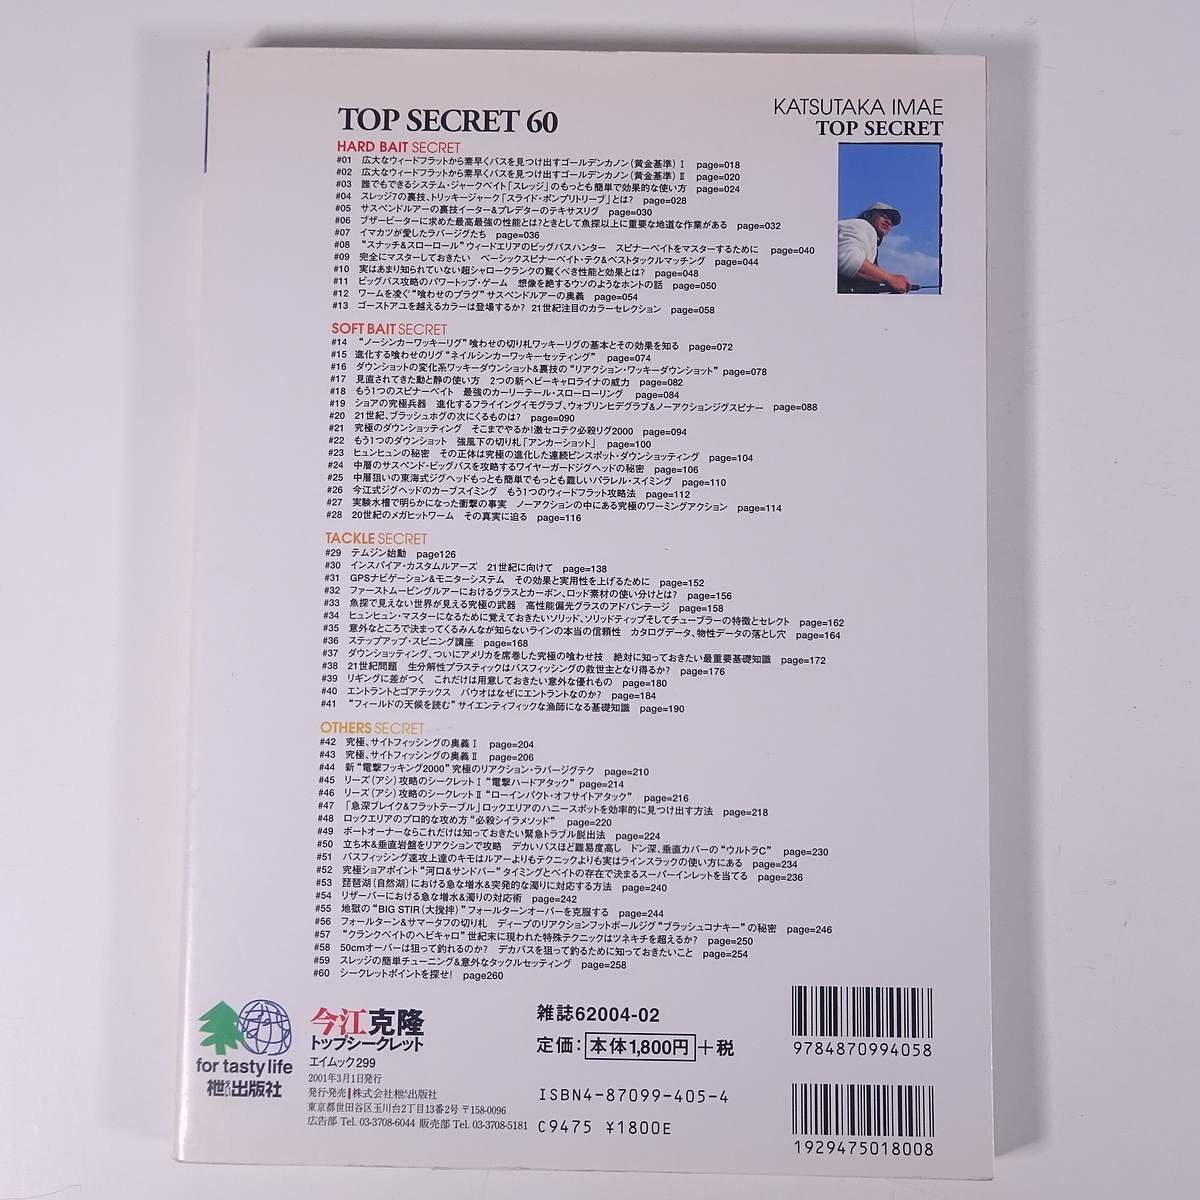 TOP SECRET 60
KATSUTAKA IMAE
TOP SECRET
HARD BAIT SECRET
#01 広大なウィードフラットから素早くバスを見つけ出すゴールデンカノン(黄金基準)Ⅰ page=018
#02 広大なウィードフラットから素早くバスを見つけ出すゴールデンカノン(黄金基準)Ⅱ page=020
#03 誰でもできるシステム・ジャークベイト「スレッジ」のもっとも簡単で効果的な使い方 page=024
#04 スレッジ7の裏技、トリッキージャーク「スライド・ポンプリトリーブ」とは? page=028
#05 サスペンドルアーの裏技イーター&プレデターのテキサスリグ page=030
#06 ブザービーターに求めた最高最強の性能とは?ときとして魚探以上に重要な地道な作業がある page=032
#07 イマカツが愛したラバージグたち page=036
#08 “スナッチ&スローロール”ウィードエリアのビッグバスハンター スピナーベイトをマスターするために page=040
#09 完全にマスターしておきたい ベーシックスピナーベイト・テク&ベストタックルマッチング page=044
#10 実はあまり知られていない超シャロークランクの驚くべき性能と効果とは? page=048
#11 ビッグバス攻略のパワートップ・ゲーム 想像を絶するウソのようなホントの話 page=050
#12 ワームを凌ぐ“喰わせのプラグ”サスペンドルアーの奥義 page=054
#13 ゴーストアユを越えるカラーは登場するか? 21世紀注目のカラーセレクション page=058
SOFT BAIT SECRET
#14 “ノーシンカーワッキーリグ”喰わせの切り札ワッキーリグの基本とその効果を知る page=072
#15 進化する喰わせのリグ“ネイルシンカーワッキーセッティング” page=074
#16 ダウンショットの変化系ワッキーダウンショット&裏技の“リアクション・ワッキーダウンショット” page=078
#17 見直されてきた動と静の使い方 2つの新ヘビーキャロライナの威力 page=082
#18 もう1つのスピナーベイト 最強のカーリーテール・スローローリング page=084
#19 ショアの究極兵器 進化するフライイングイモグラブ、ウォブリンヒデグラブ&ノーアクションジグスピナー page=088
#20 21世紀、ブラッシュホグの次にくるものは? page=090
#21 究極のダウンショッティング そこまでやるか!激セコテク必殺リグ2000 page=094
#22 もう1つのダウンショット 強風下の切り札「アンカーショット」 page=100
#23 ヒュンヒュンの秘密 その正体は究極の進化した連続ピンスポット・ダウンショッティング page=104
#24 中層のサスペンド・ビッグバスを攻略するワイヤーガードジグヘッドの秘密 page=106
#25 中層狙いの東海式ジグヘッドもっとも簡単でもっとも難しいパラレル・スイミング page=110
#26 今江式ジグヘッドのカーブスイミング もう1つのウィードフラット攻略法 page=112
#27 実験水槽で明らかになった衝撃の事実 ノーアクションの中にある究極のワーミングアクション page=114
#28 20世紀のメガヒットワーム その真実に迫る page=116
TACKLE SECRET
#29 テムジン始動 page126
#30 インスパイア・カスタムルアーズ 21世紀に向けて page=138
#31 GPSナビゲーション&モニターシステム その効果と実用性を上げるために page=152
#32 ファーストムービングルアーにおけるグラスとカーボン、ロッド素材の使い分けとは? page=156
#33 魚探で見えない世界が見える究極の武器 高性能偏光グラスのアドバンテージ page=158
#34 ヒュンヒュン・マスターになるために覚えておきたいソリッド、ソリッドティップそしてチューブラーの特徴とセレクト page=162
#35 意外なところで決まってくるみんなが知らないラインの本当の信頼性 カタログデータ、物性データの落とし穴 page=164
#36 ステップアップ・スピニング講座 page=168
#37 ダウンショッティング、ついにアメリカを席巻した究極の喰わせ技 絶対に知っておきたい最重要基礎知識 page=172
#38 21世紀問題 生分解性プラスティックはバスフィッシングの救世主となり得るか? page=176
#39 リギングに差がつく これだけは用意しておきたい意外な優れもの page=180
#40 エントラントとゴアテックス パウオはなぜにエントラントなのか? page=184
#41 “フィールドの天候を読む”サイエンティフィックな漁師になる基礎知識 page=190
OTHERS SECRET
#42 究極、サイトフィッシングの奥義Ⅰ page=204
#43 究極、サイトフィッシングの奥義Ⅱ page=206
#44 新“電撃フッキング2000”究極のリアクション・ラバージグテク page=210
#45 リーズ(アシ)攻略のシークレットⅠ“電撃ハードアタック” page=214
#46 リーズ(アシ)攻略のシークレットⅡ“ローインパクト・オフサイトアタック” page=216
#47 「急深ブレイク&フラットテーブル」ロックエリアのハニースポットを効率的に見つけ出す方法 page=218
#48 ロックエリアのプロ的な攻め方“必殺シイラメソッド” page=220
#49 ボートオーナーならこれだけは知っておきたい緊急トラブル脱出法 page=224
#50 立ち木&垂直岩盤をリアクションで攻略 デカいバスほど難易度高し ドン深、垂直カバーの“ウルトラC” page=230
#51 バスフィッシング速攻上達のキモはルアーよりもテクニックよりも実はラインスラックの使い方にある page=234
#52 究極ショアポイント“河口&サンドバー”タイミングとベイトの存在で決まるスーパーインレットを当てる page=236
#53 琵琶湖(自然湖)における急な増水&突発的な濁りに対応する方法 page=240
#54 リザーバーにおける急な増水&濁りの対応術 page=242
#55 地獄の“BIG STIR(大撹拌)”フォールターンオーバーを克服する page=244
#56 フォールターン&サマータフの切り札 ディープのリアクションフットボールジグ“ブラッシュコナキー”の秘密 page=246
#57 “クランクベイトのヘビキャロ”世紀末に現われた特殊テクニックはツネキチを超えるか? page=250
#58 50cmオーバーは狙って釣れるのか? デカバスを狙って釣るために知っておきたいこと page=254
#59 スレッジの簡単チューニング&意外なタックルセッティング page=258
#60 シークレットポイントを探せ! page260
for tasty life
枻出版社
今江克隆
トップシークレット
エイムック299
2001年3月1日発行
発行・発売|株式会社枻出版社
東京都世田谷区玉川台2丁目13番2号 〒158-0096
広告部 Tel. 03-3708-6044 販売部 Tel. 03-3708-5181
雑誌62004-02
定価:本体1,800円+税
ISBN4-87099-405-4
C9475 ¥1800E
9784870994058
1929475018008